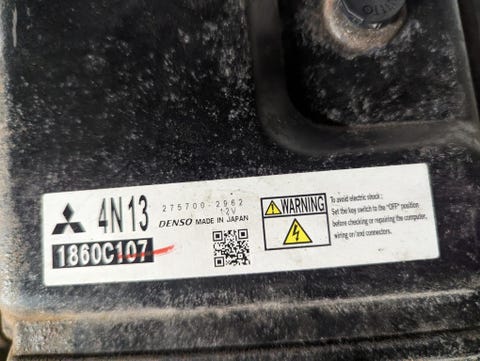 4N13
275700-2962
12V
DENSO MADE IN JAPAN
1860C107
WARNING
To avoid electric shock :
Set the key switch to the "OFF" position
before checking or repairing the computer,
wiring or/and connectors.